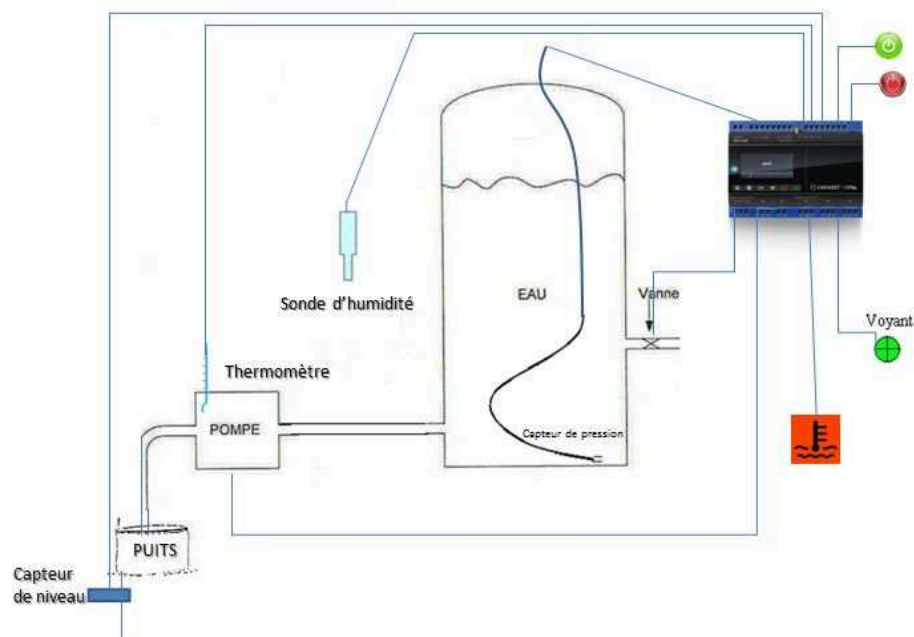 Sonde d'humidité
EAU
Vanne
Voyant
Thermomètre
POMPE
Capteur de pression
PUITS
Capteur
de niveau